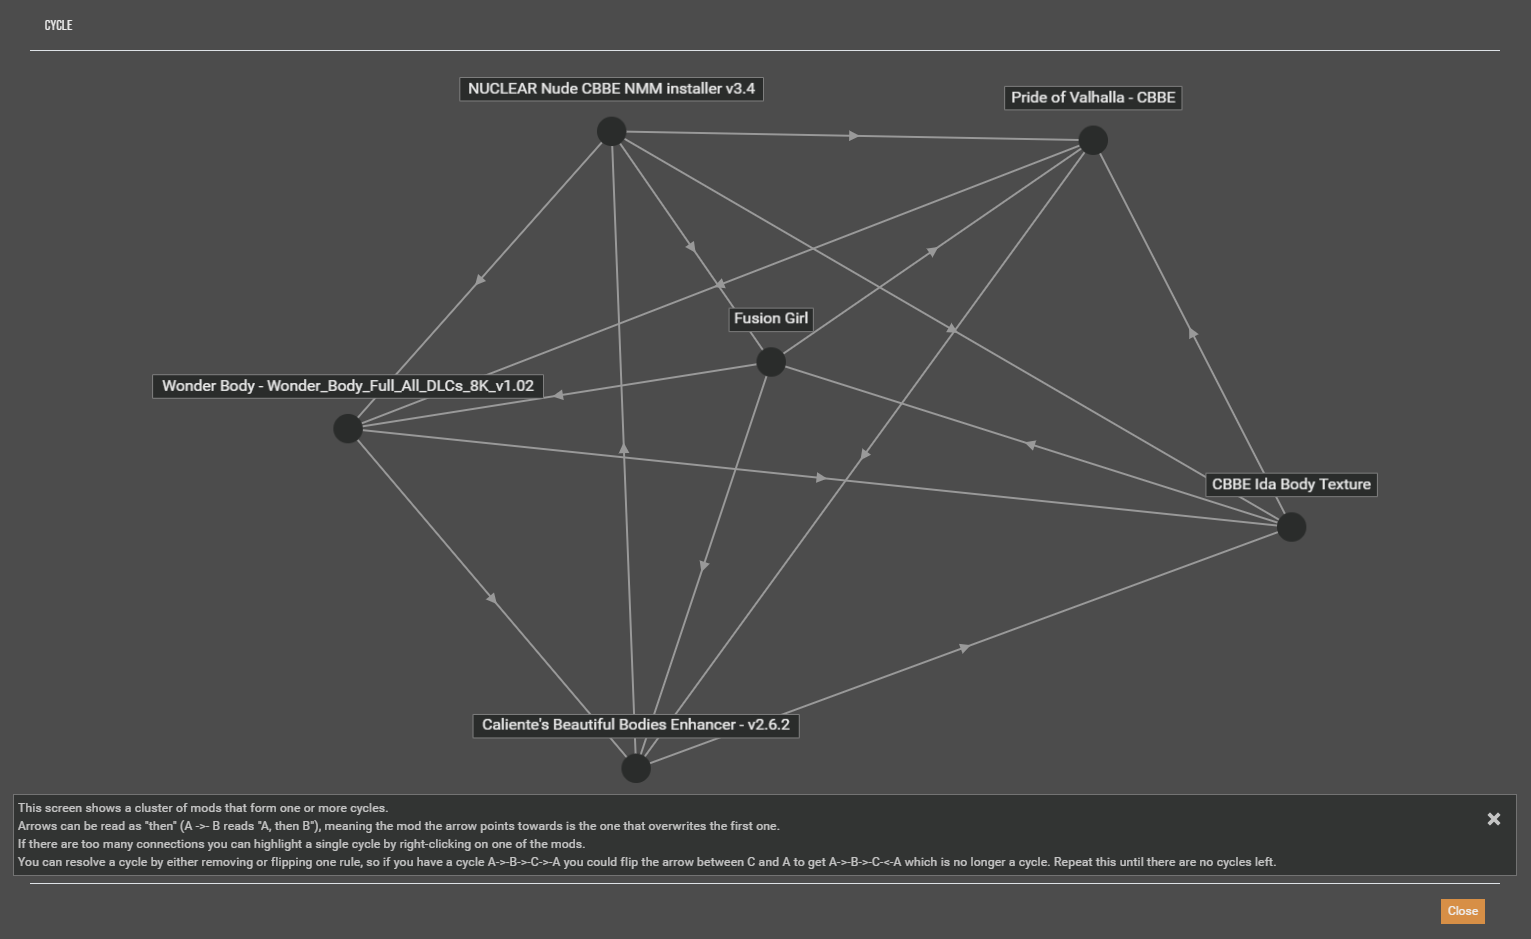 CYCLE
NUCLEAR Nude CBBE NMM installer v3.4
Pride of Valhalla - CBBE
Fusion Girl
Wonder Body - Wonder_Body_Full_All_DLCs_8K_v1.02
CBBE Ida Body Texture
Caliente's Beautiful Bodies Enhancer - v2.6.2
This screen shows a cluster of mods that form one or more cycles.
Arrows can be read as "then" (A ->- B reads "A, then B"), meaning the mod the arrow points towards is the one that overwrites the first one.
If there are too many connections you can highlight a single cycle by right-clicking on one of the mods.
You can resolve a cycle by either removing or flipping one rule, so if you have a cycle A->-B->-C->-A you could flip the arrow between C and A to get A->-B->-C-<-A which is no longer a cycle. Repeat this until there are no cycles left.
Close